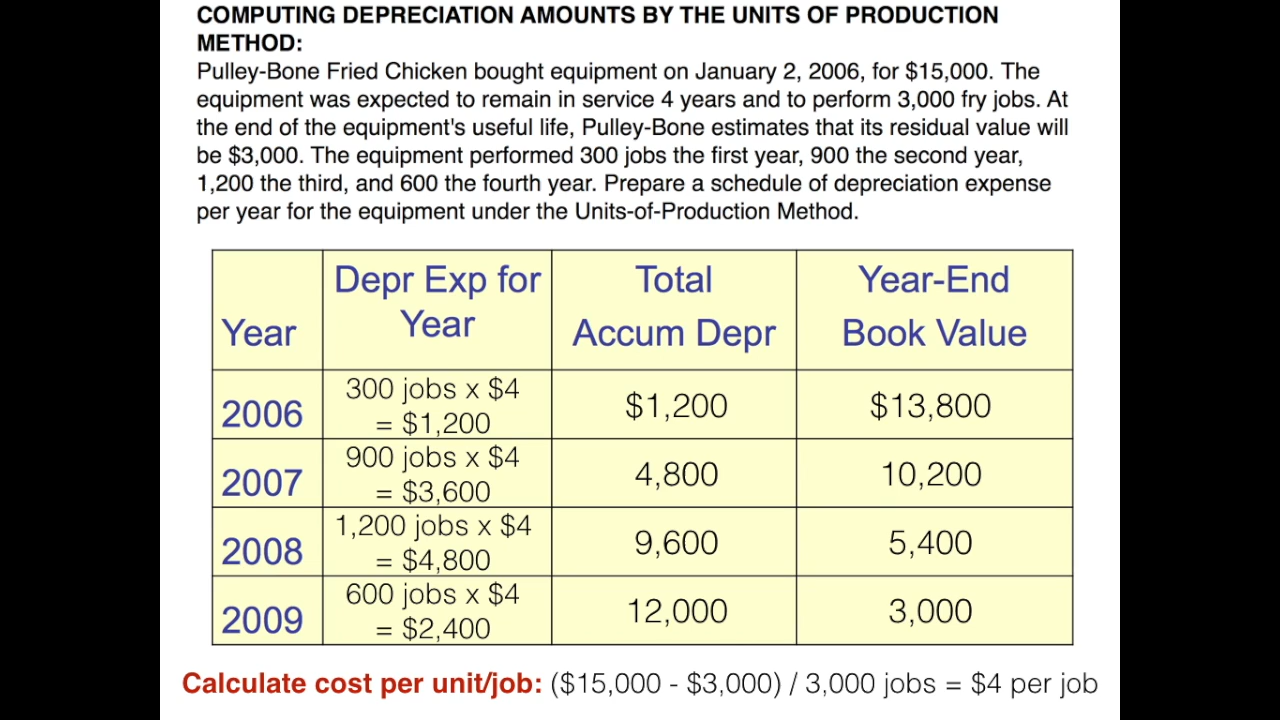 COMPUTING DEPRECIATION AMOUNTS BY THE UNITS OF PRODUCTION
METHOD:
Pulley-Bone Fried Chicken bought equipment on January 2, 2006, for $15,000. The
equipment was expected to remain in service 4 years and to perform 3,000 fry jobs. At
the end of the equipment's useful life, Pulley-Bone estimates that its residual value will
be $3,000. The equipment performed 300 jobs the first year, 900 the second year,
1,200 the third, and 600 the fourth year. Prepare a schedule of depreciation expense
per year for the equipment under the Units-of-Production Method.
Year
Depr Exp for
Year
Total
Accum Depr
Year-End
Book Value
2006
300 jobs x $4
= $1,200
$1,200
$13,800
2007
900 jobs x $4
= $3,600
4,800
10,200
2008
1,200 jobs x $4
= $4,800
9,600
5,400
2009
600 jobs x $4
= $2,400
12,000
3,000
Calculate cost per unit/job: ($15,000 - $3,000) / 3,000 jobs = $4 per job